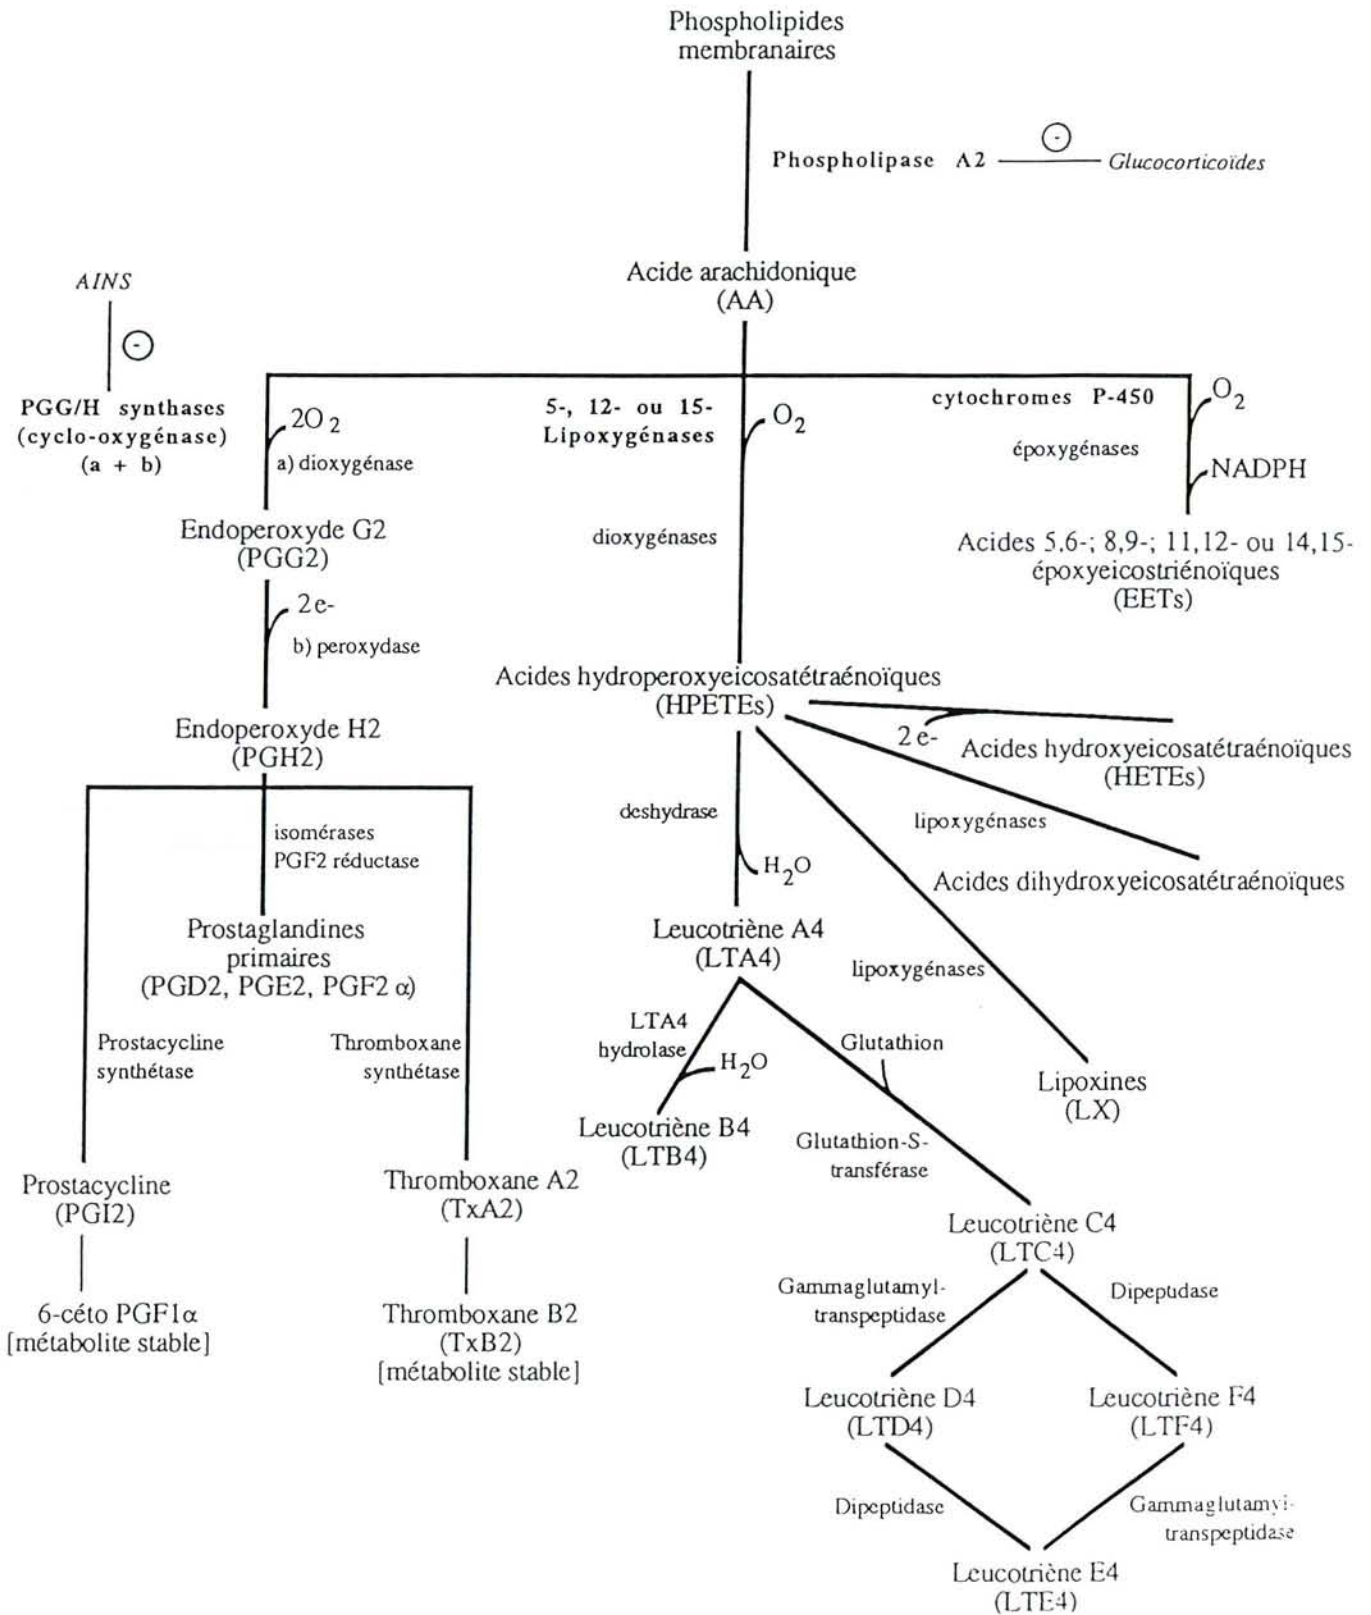 Phospholipides
membranaires
Phospholipase A2
-
Glucocorticoïdes
Acide arachidonique
(AA)
AINS
-
PGG/H synthases
(cyclo-oxygénase)
(a + b)
2O2
a) dioxygénase
5-, 12- ou 15-
Lipoxygénases
O2
cytochromes P-450
époxygénases
O2
NADPH
Endoperoxyde G2
(PGG2)
dioxygénases
Acides 5.6-; 8,9-; 11,12- ou 14,15-
époxyeicostriénoïques
(EETs)
2e-
b) peroxydase
Acides hydroperoxyeicosatétraénoïques
(HPETEs)
Endoperoxyde H2
(PGH2)
2e-
Acides hydroxyeicosatétraénoïques
(HETEs)
isomérases
PGF2 réductase
deshydrase
H2O
lipoxygénases
Acides dihydroxyeicosatétraénoïques
Prostaglandines
primaires
(PGD2, PGE2, PGF2 α)
Leucotriène A4
(LTA4)
lipoxygénases
Prostacycline
synthétase
Thromboxane
synthétase
LTA4
hydrolase
H2O
Glutathion
Lipoxines
(LX)
Leucotriène B4
(LTB4)
Glutathion-S-
transférase
Prostacycline
(PGI2)
Thromboxane A2
(TxA2)
Leucotriène C4
(LTC4)
6-céto PGF1α
[métabolite stable]
Thromboxane B2
(TxB2)
[métabolite stable]
Gammaglutamyl-
transpeptidase
Dipeptidase
Leucotriène D4
(LTD4)
Leucotriène F4
(LTF4)
Dipeptidase
Gammaglutamyl-
transpeptidase
Leucotriène E4
(LTE4)